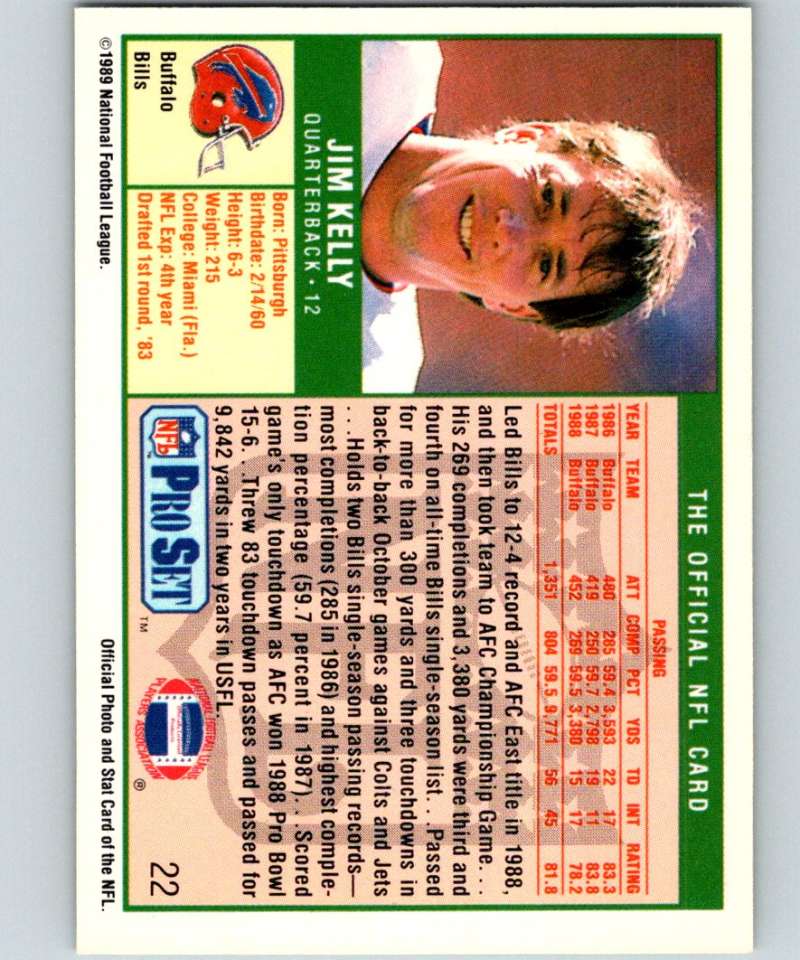 THE OFFICIAL NFL CARD
JIM KELLY
QUARTERBACK • 12
Buffalo
Bills
Born: Pittsburgh
Birthdate: 2/14/60
Height: 6-3
Weight: 215
College: Miami (Fla.)
NFL Exp: 4th year
Drafted 1st round, '83
PASSING
YEAR TEAM ATT COMP PCT YDS TD INT RATING
1986 Buffalo 480 285 59.4 3,593 22 17 83.3
1987 Buffalo 419 250 59.7 2,798 19 11 83.8
1988 Buffalo 452 269 59.5 3,380 15 17 78.2
TOTALS 1,351 804 59.5 9,771 56 45 81.8
Led Bills to 12-4 record and AFC East title in 1988,
and then took team to AFC Championship Game. . .
His 269 completions and 3,380 yards were third and
fourth on all-time Bills single-season list. . .Passed
for more than 300 yards and three touchdowns in
back-to-back October games against Colts and Jets
. . .Holds two Bills single-season passing records—
most completions (285 in 1986) and highest comple-
tion percentage (59.7 percent in 1987). . .Scored
game's only touchdown as AFC won 1988 Pro Bowl
15-6. . .Threw 83 touchdown passes and passed for
9,842 yards in two years in USFL.
NFL PRO SET ™
NATIONAL FOOTBALL LEAGUE
PLAYERS ASSOCIATION
®
22
©1989 National Football League.
Official Photo and Stat Card of the NFL.